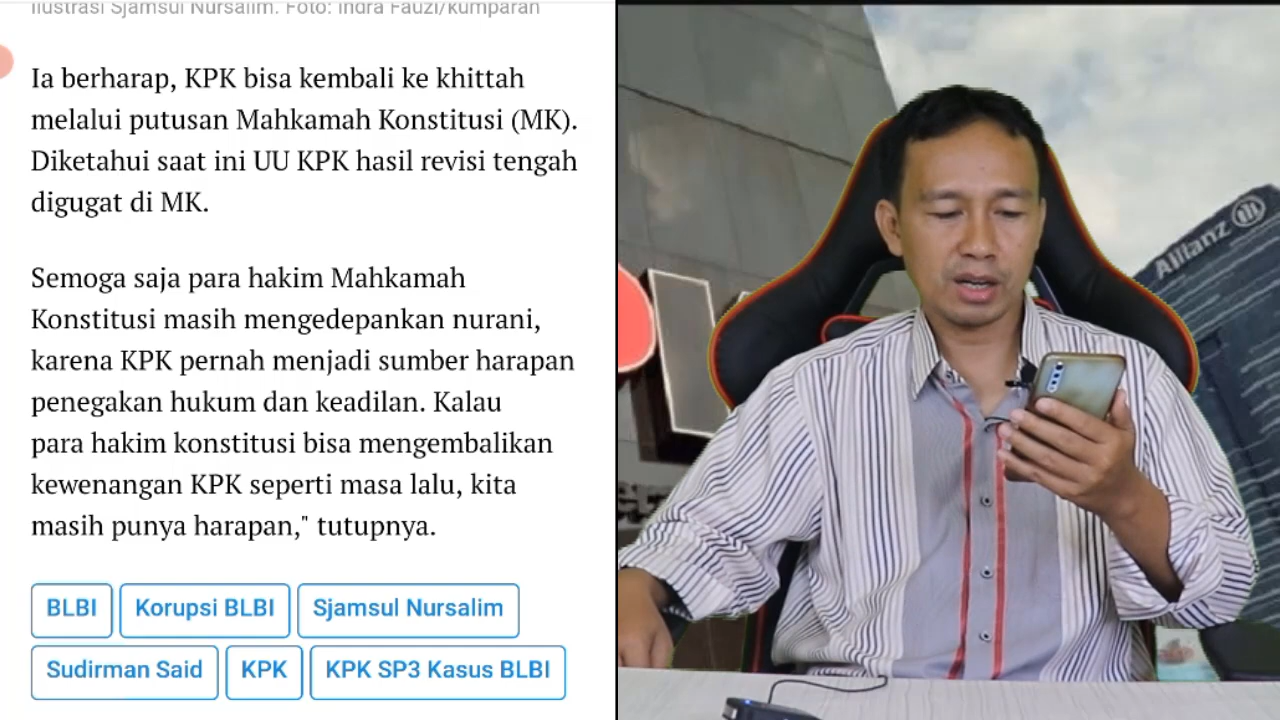 Ilustrasi Sjamsul Nursalim. Foto: Indra Fauzi/kumparan
Ia berharap, KPK bisa kembali ke khittah
melalui putusan Mahkamah Konstitusi (MK).
Diketahui saat ini UU KPK hasil revisi tengah
digugat di MK.
Semoga saja para hakim Mahkamah
Konstitusi masih mengedepankan nurani,
karena KPK pernah menjadi sumber harapan
penegakan hukum dan keadilan. Kalau
para hakim konstitusi bisa mengembalikan
kewenangan KPK seperti masa lalu, kita
masih punya harapan," tutupnya.
BLBI
Korupsi BLBI
Sjamsul Nursalim
Sudirman Said
KPK
KPK SP3 Kasus BLBI
Allianz